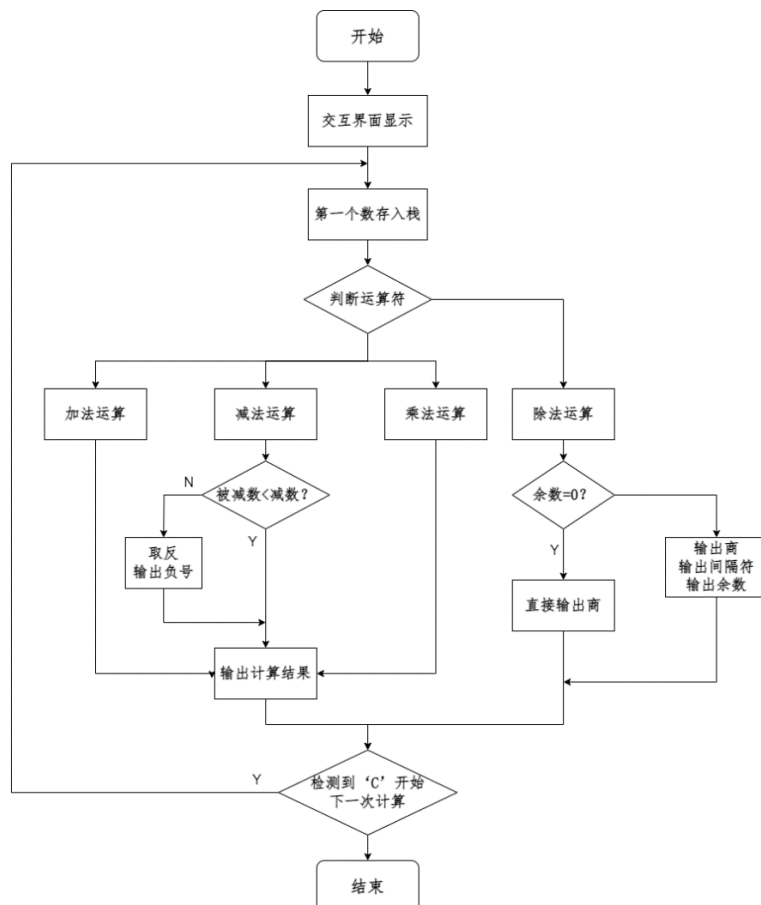 开始
交互界面显示
第一个数存入栈
判断运算符
加法运算
减法运算
乘法运算
除法运算
N
被减数<减数?
余数=0?
Y
Y
取反
输出负号
输出商
输出间隔符
输出余数
直接输出商
输出计算结果
Y
检测到‘C’开始
下一次计算
结束